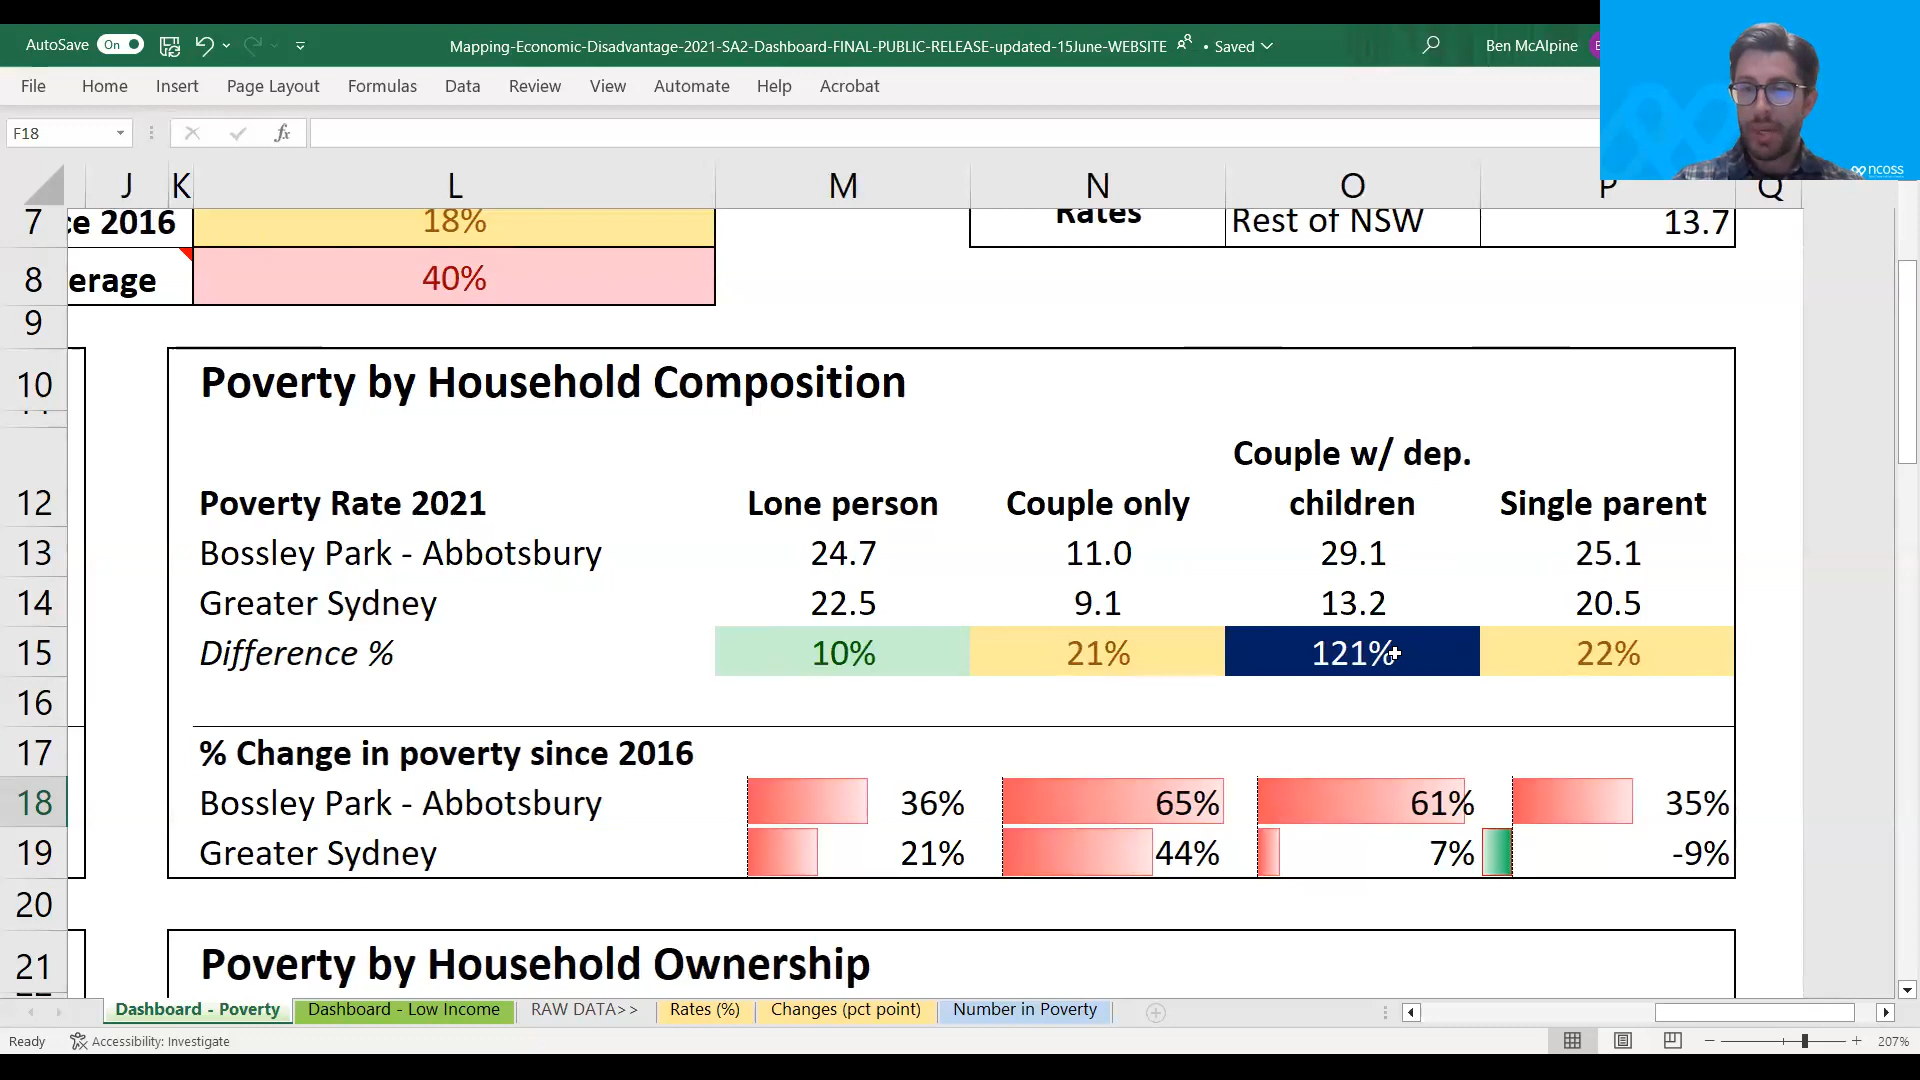 AutoSave On Mapping-Economic-Disadvantage-2021-SA2-Dashboard-FINAL-PUBLIC-RELEASE-updated-15June-WEBSITE • Saved Ben McAlpine
File Home Insert Page Layout Formulas Data Review View Automate Help Acrobat
F18 fx
ncoss
J K L M N O P Q
7 ce 2016 18% Rates Rest of NSW 13.7
8 erage 40%
9
10 Poverty by Household Composition
Couple w/ dep.
12 Poverty Rate 2021 Lone person Couple only children Single parent
13 Bossley Park - Abbotsbury 24.7 11.0 29.1 25.1
14 Greater Sydney 22.5 9.1 13.2 20.5
15 Difference % 10% 21% 121% 22%
16
17 % Change in poverty since 2016
18 Bossley Park - Abbotsbury 36% 65% 61% 35%
19 Greater Sydney 21% 44% 7% -9%
20
21 Poverty by Household Ownership
Dashboard - Poverty Dashboard - Low Income RAW DATA>> Rates (%) Changes (pct point) Number in Poverty
Ready Accessibility: Investigate 207%